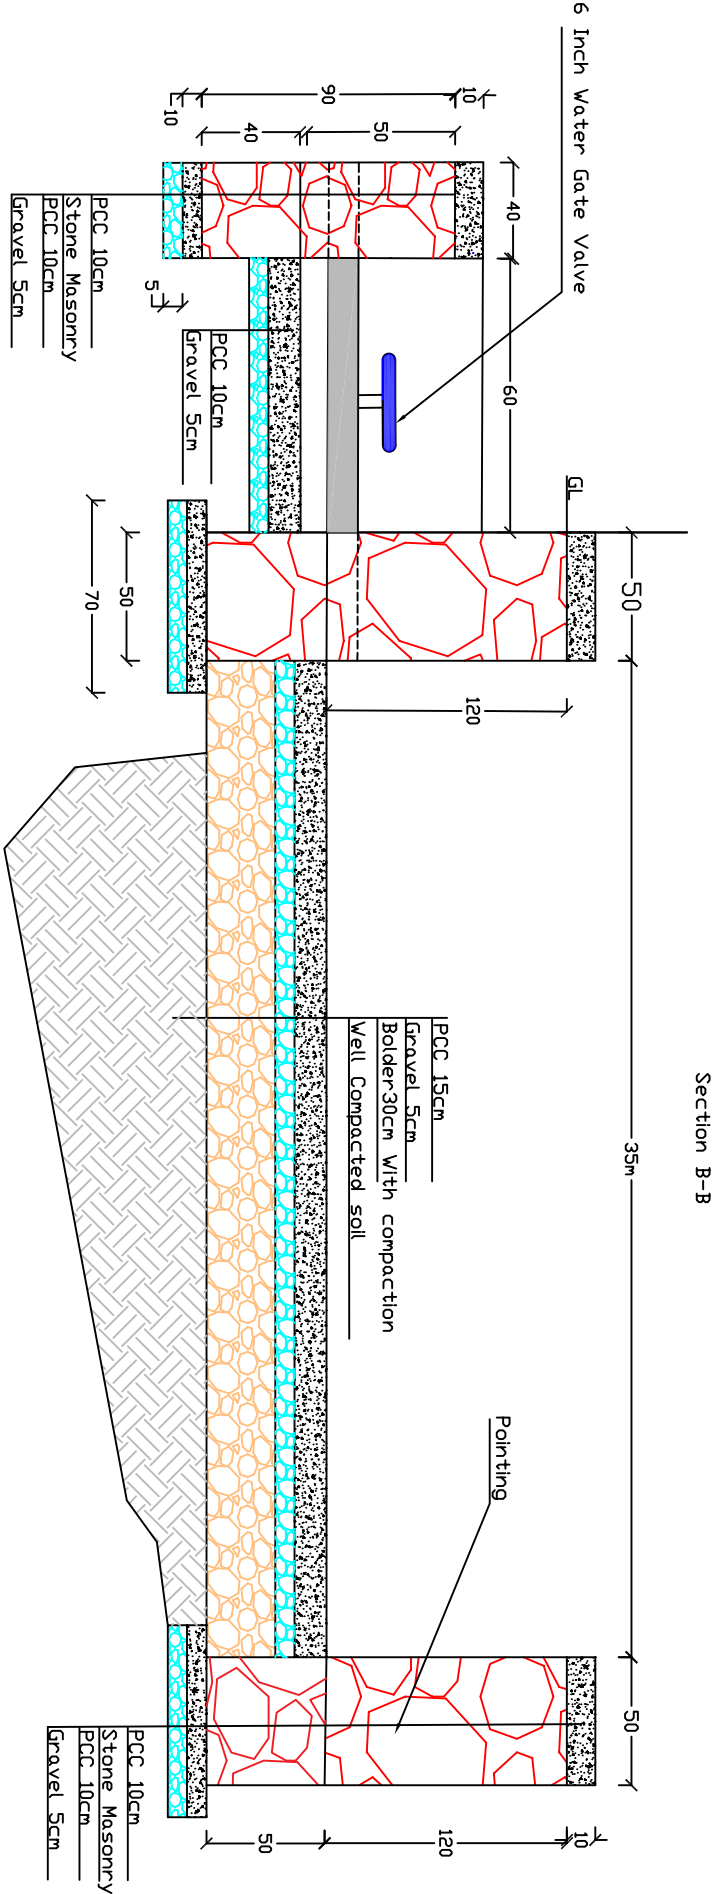 Section B-B
50
35m
50
6 Inch Water Gate Valve
GL
10
40
60
Pointing
10
120
120
PCC 15cm
Gravel 5cm
Bolder30cm With compaction
Well Compacted soil
50
90
40
50
PCC 10cm
Gravel 5cm
10
5
50
70
PCC 10cm
Stone Masonry
PCC 10cm
Gravel 5cm
PCC 10cm
Stone Masonry
PCC 10cm
Gravel 5cm